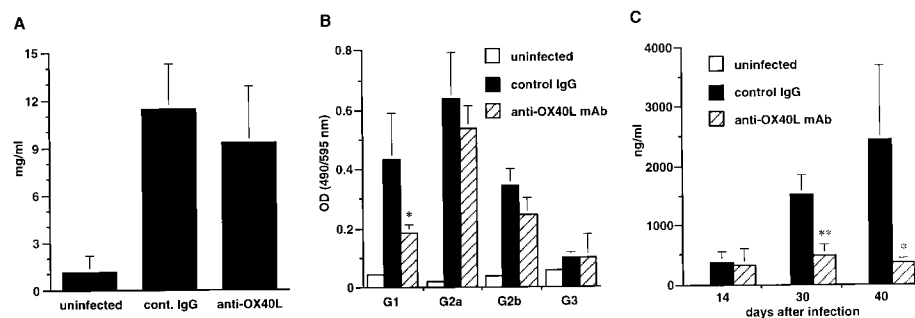 A
15
12
9
6
3
0
mg/ml
uninfected cont. IgG anti-OX40L
B
0.8
0.6
0.4
0.2
0
OD (490/595 nm)
uninfected
control IgG
anti-OX40L mAb
*
G1 G2a G2b G3
C
4000
3000
2000
1000
0
ng/ml
uninfected
control IgG
anti-OX40L mAb
**
*
14 30 40
days after infection